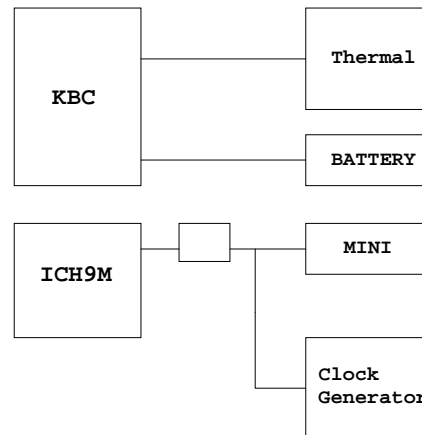 KBC
Thermal
BATTERY
ICH9M
MINI
Clock
Generator